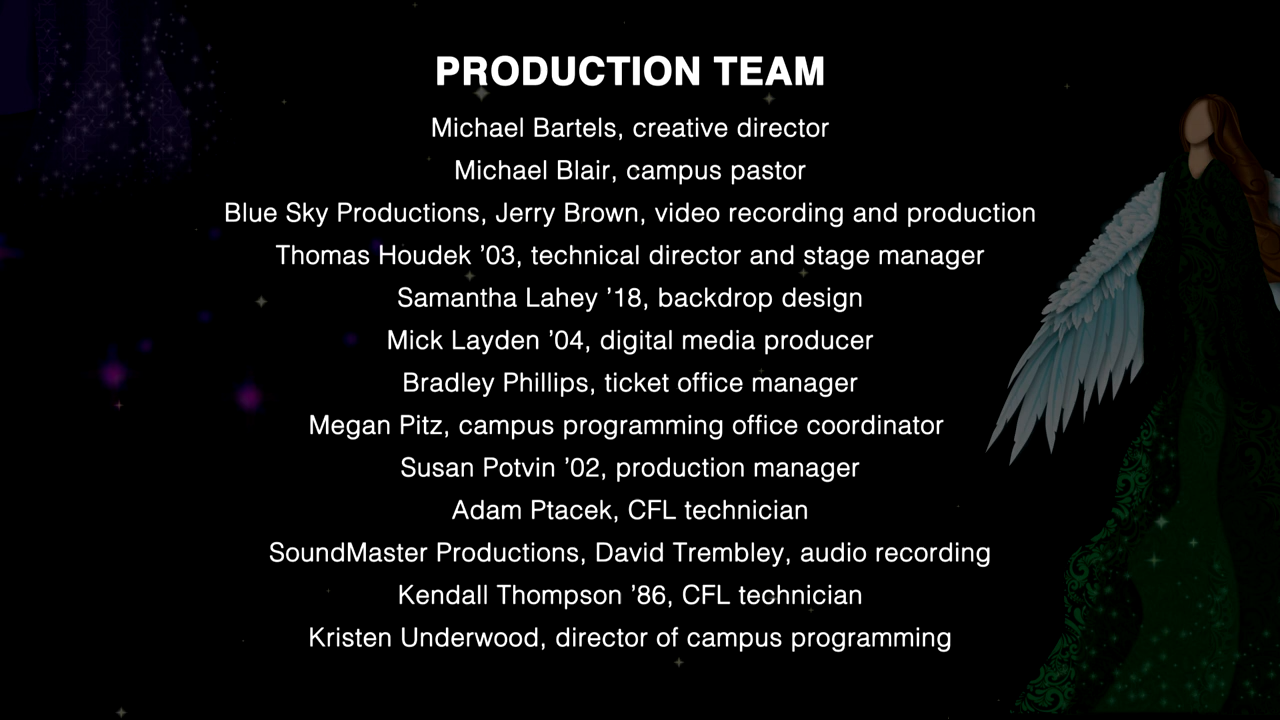 PRODUCTION TEAM
Michael Bartels, creative director
Michael Blair, campus pastor
Blue Sky Productions, Jerry Brown, video recording and production
Thomas Houdek ’03, technical director and stage manager
Samantha Lahey ’18, backdrop design
Mick Layden ’04, digital media producer
Bradley Phillips, ticket office manager
Megan Pitz, campus programming office coordinator
Susan Potvin ’02, production manager
Adam Ptacek, CFL technician
SoundMaster Productions, David Trembley, audio recording
Kendall Thompson ’86, CFL technician
Kristen Underwood, director of campus programming